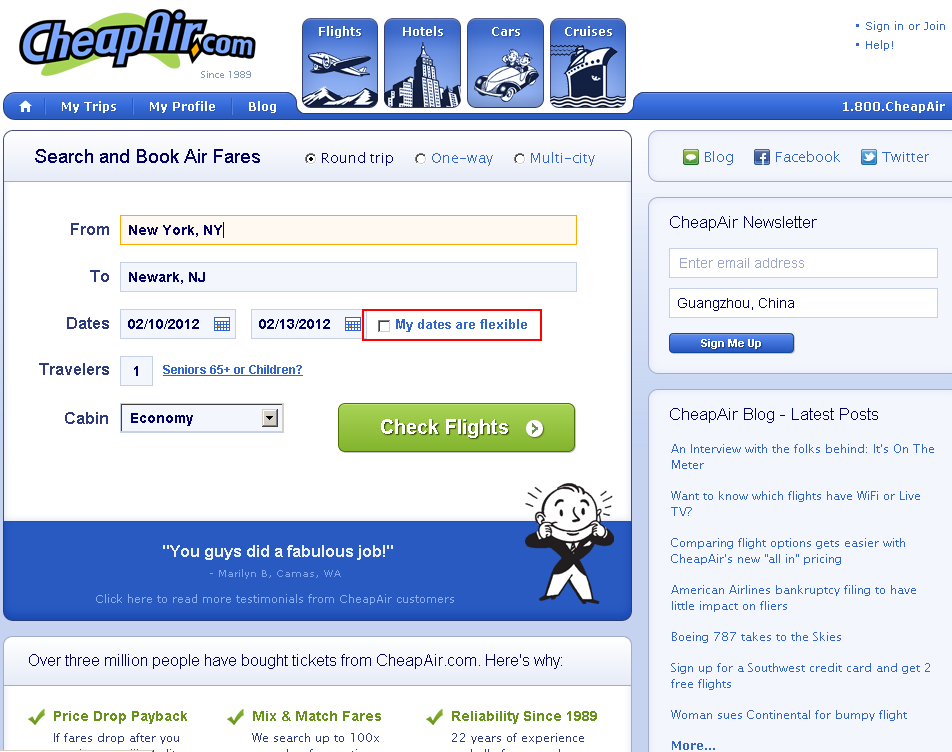 CheapAir.com
Since 1989
Flights
Hotels
Cars
Cruises
Sign in or Join
Help!
My Trips
My Profile
Blog
1.800.CheapAir
Search and Book Air Fares
Round trip
One-way
Multi-city
From
New York, NY
To
Newark, NJ
Dates
02/10/2012
02/13/2012
My dates are flexible
Travelers
1
Seniors 65+ or Children?
Cabin
Economy
Check Flights
"You guys did a fabulous job!"
- Marilyn B, Camas, WA
Click here to read more testimonials from CheapAir customers
Over three million people have bought tickets from CheapAir.com. Here's why:
Price Drop Payback
If fares drop after you
Mix & Match Fares
We search up to 100x
Reliability Since 1989
22 years of experience
Blog
Facebook
Twitter
CheapAir Newsletter
Enter email address
Guangzhou, China
Sign Me Up
CheapAir Blog - Latest Posts
An Interview with the folks behind: It's On The
Meter
Want to know which flights have WiFi or Live
TV?
Comparing flight options gets easier with
CheapAir's new "all in" pricing
American Airlines bankruptcy filing to have
little impact on fliers
Boeing 787 takes to the Skies
Sign up for a Southwest credit card and get 2
free flights
Woman sues Continental for bumpy flight
More...